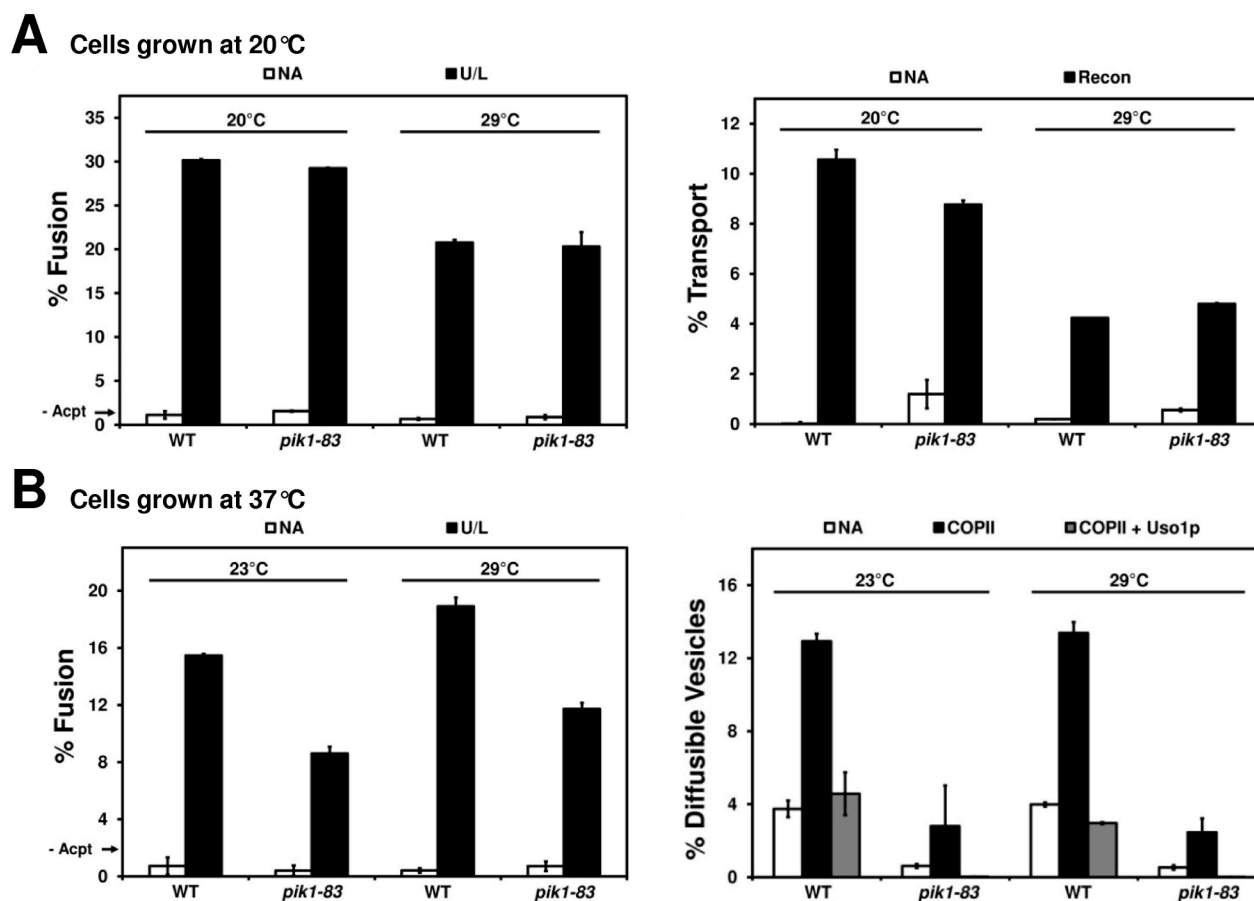 A Cells grown at 20°C
NA U/L
% Fusion
35
30
25
20
15
10
5
0
- Acpt
20°C 29°C
WT pik1-83 WT pik1-83
NA Recon
% Transport
12
10
8
6
4
2
0
20°C 29°C
WT pik1-83 WT pik1-83
B Cells grown at 37°C
NA U/L
% Fusion
20
16
12
8
4
0
- Acpt
23°C 29°C
WT pik1-83 WT pik1-83
NA COPII COPII + Uso1p
% Diffusible Vesicles
16
12
8
4
0
23°C 29°C
WT pik1-83 WT pik1-83